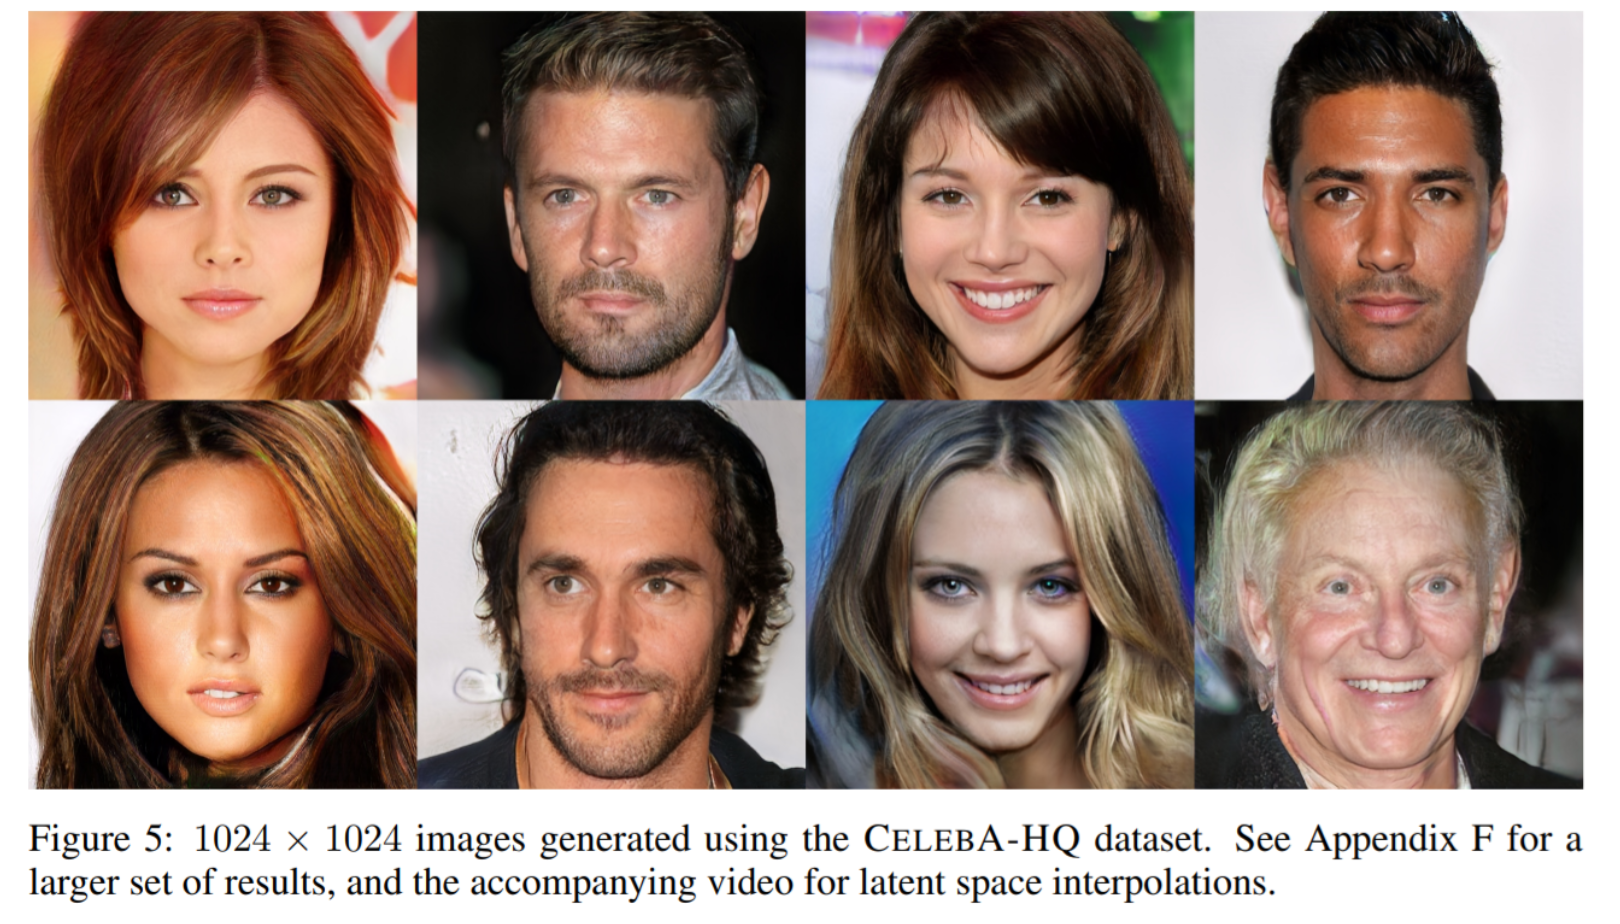 Figure 5: 1024 × 1024 images generated using the CELEBA-HQ dataset. See Appendix F for a
larger set of results, and the accompanying video for latent space interpolations.